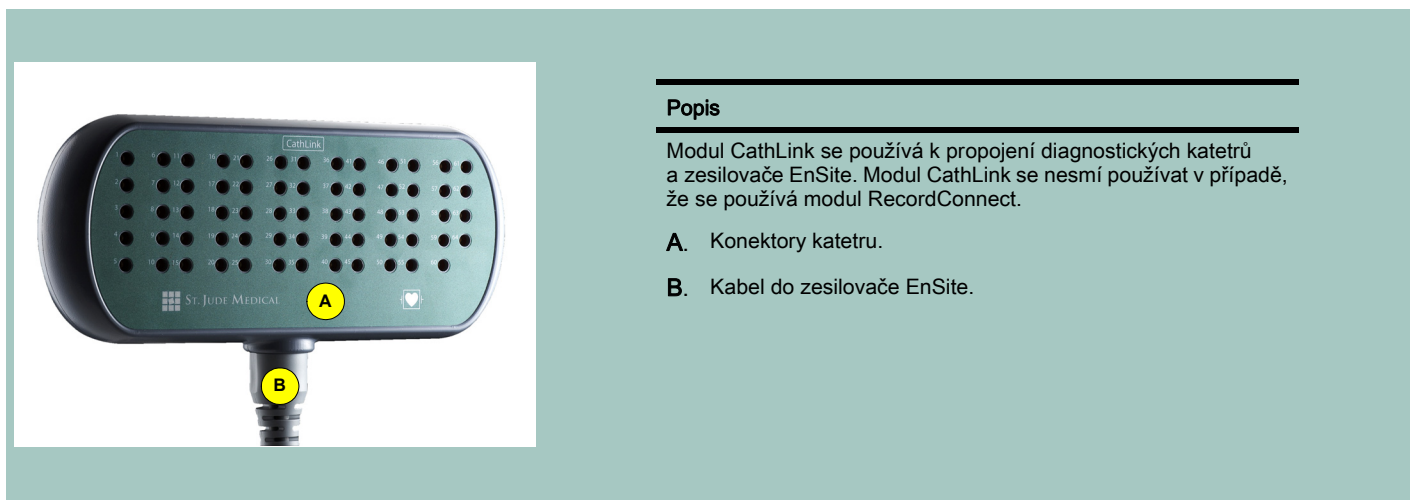 CathLink
ST. JUDE MEDICAL
A
B
Popis
Modul CathLink se používá k propojení diagnostických katetrů
a zesilovače EnSite. Modul CathLink se nesmí používat v případě,
že se používá modul RecordConnect.
A. Konektory katetru.
B. Kabel do zesilovače EnSite.